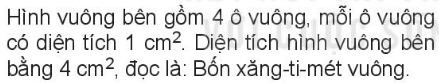 Hình vuông bên gồm 4 ô vuông, mỗi ô vuông
có diện tích 1 cm². Diện tích hình vuông bên
bằng 4 cm², đọc là: Bốn xăng-ti-mét vuông.